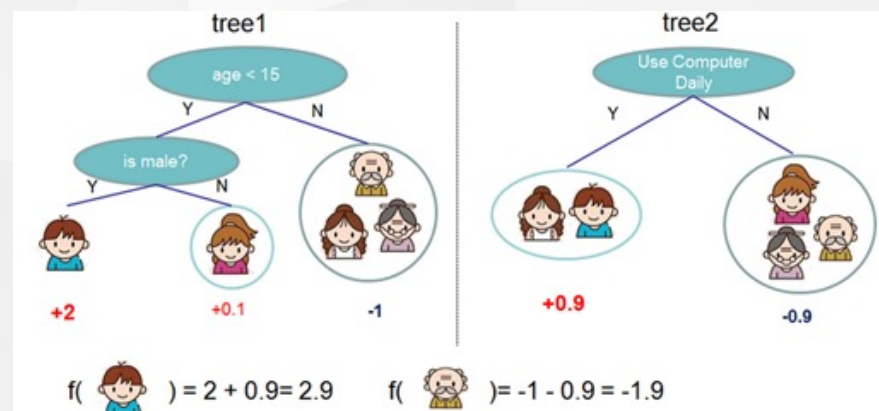 tree1
age < 15
Y
N
is male?
Y
N
+2
+0.1
-1
tree2
Use Computer
Daily
Y
N
+0.9
-0.9
f( ) = 2 + 0.9= 2.9
f( )= -1 - 0.9 = -1.9